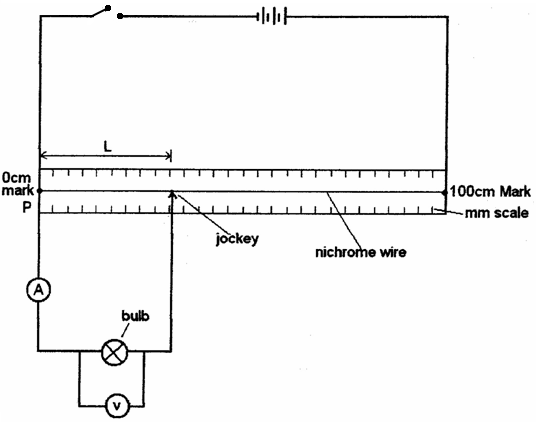 L
0cm
mark
100cm Mark
P
mm scale
jockey
nichrome wire
A
bulb
V